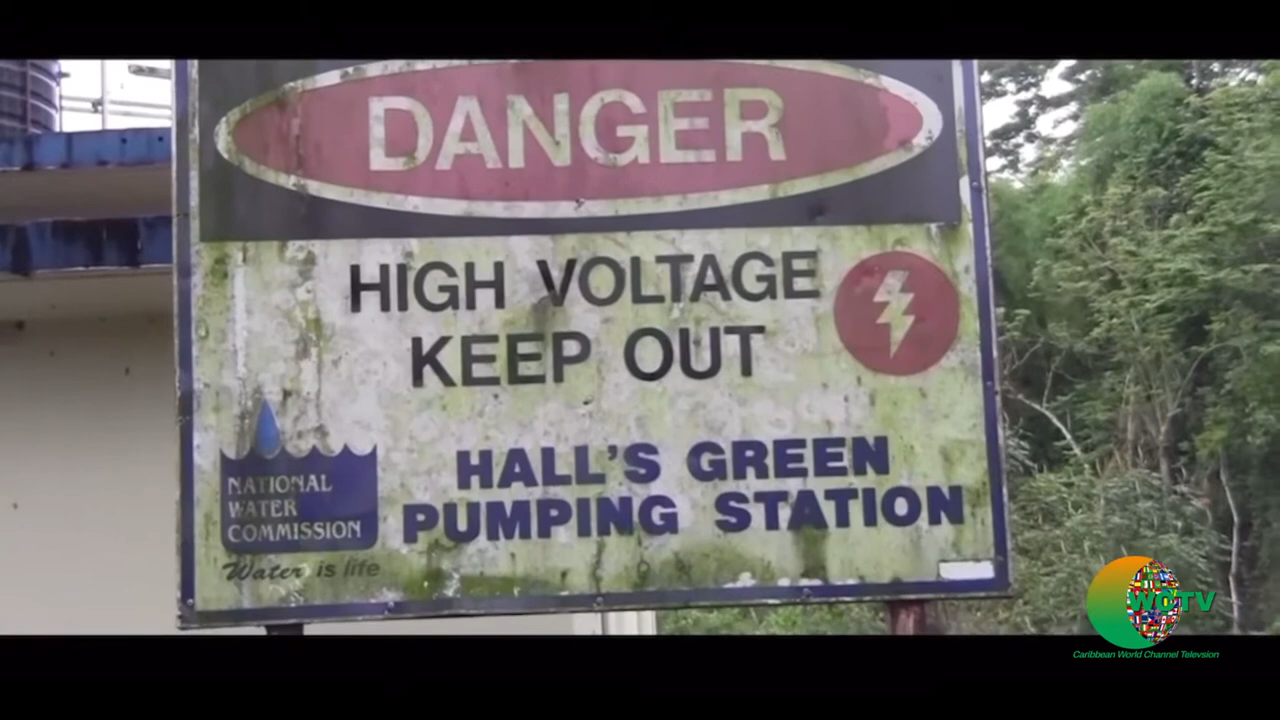 DANGER
HIGH VOLTAGE
KEEP OUT
HALL'S GREEN
PUMPING STATION
NATIONAL
WATER
COMMISSION
Water is life
WCTV
Caribbean World Channel Televsion